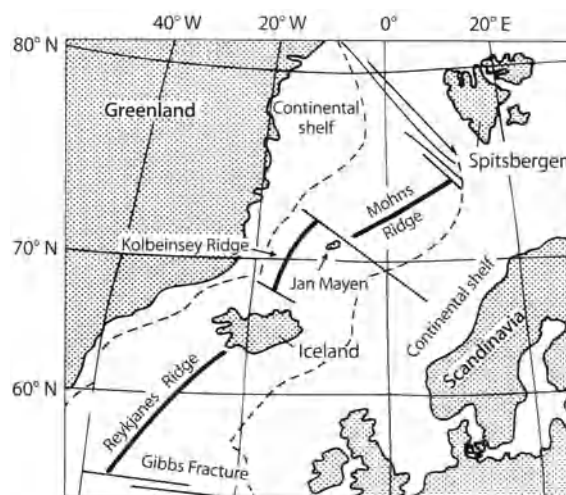 40°W
20°W
0°
20°E
80° N
Greenland
Continental
shelf
Spitsbergen
Mohns
Ridge
Kolbeinsey Ridge
70° N
Jan Mayen
Continental shelf
Scandinavia
Iceland
60° N
Reykjanes Ridge
Gibbs Fracture